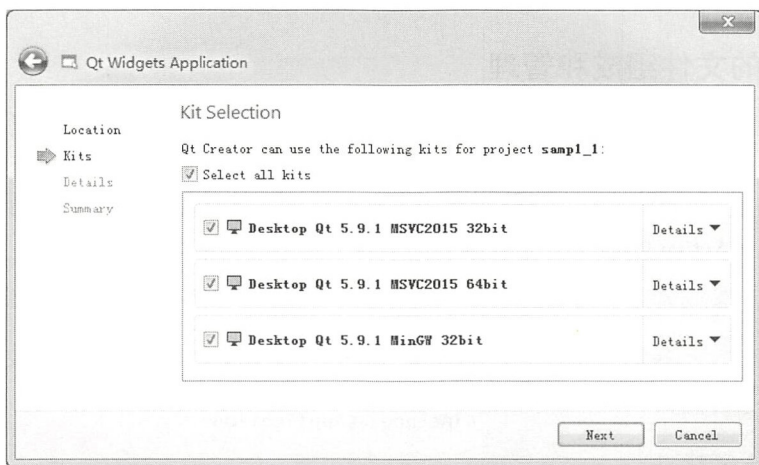 Qt Widgets Application
Location
Kits
Details
Summary
Kit Selection
Qt Creator can use the following kits for project samp1_1:
Select all kits
Desktop Qt 5.9.1 MSVC2015 32bit
Details
Desktop Qt 5.9.1 MSVC2015 64bit
Details
Desktop Qt 5.9.1 MinGW 32bit
Details
Next
Cancel